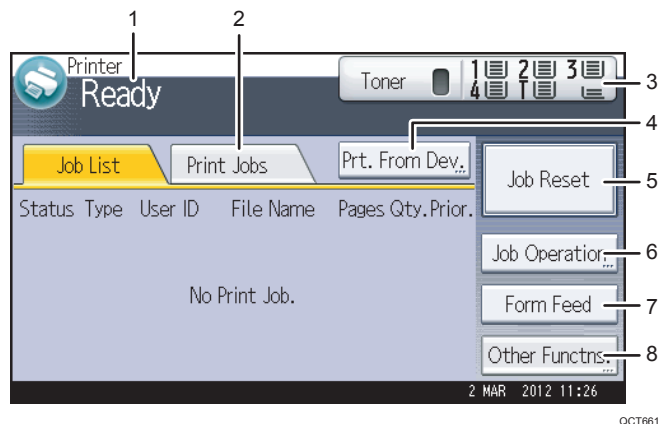 1 2
Printer
Ready
Toner 1 2 3
4 T
3
4
Job List Print Jobs Prt. From Dev.
Job Reset
5
Status Type User ID File Name Pages Qty. Prior.
Job Operation
6
No Print Job.
Form Feed
7
Other Functns.
8
2 MAR 2012 11:26
QCT661